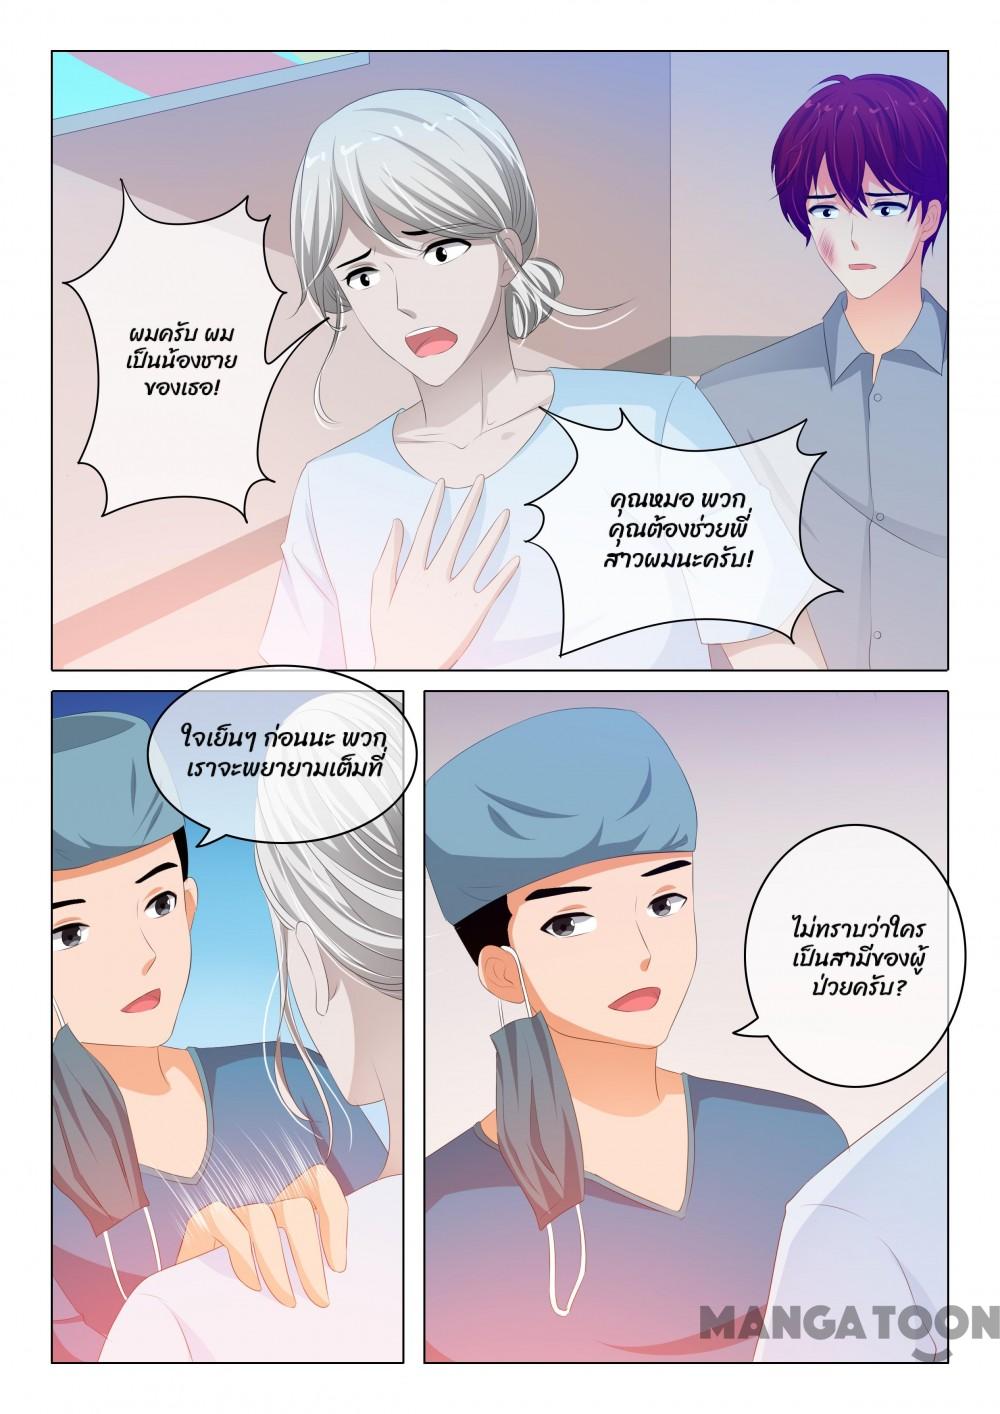 ผมครับ ผม
เป็นน้องชาย
ของเธอ!
คุณหมอ พวก
คุณต้องช่วยพี่
สาวผมนะครับ!
ใจเย็นๆ ก่อนนะ พวก
เราจะพยายามเต็มที่
ไม่ทราบว่าใคร
เป็นสามีของผู้
ป่วยครับ?
MANGATOON